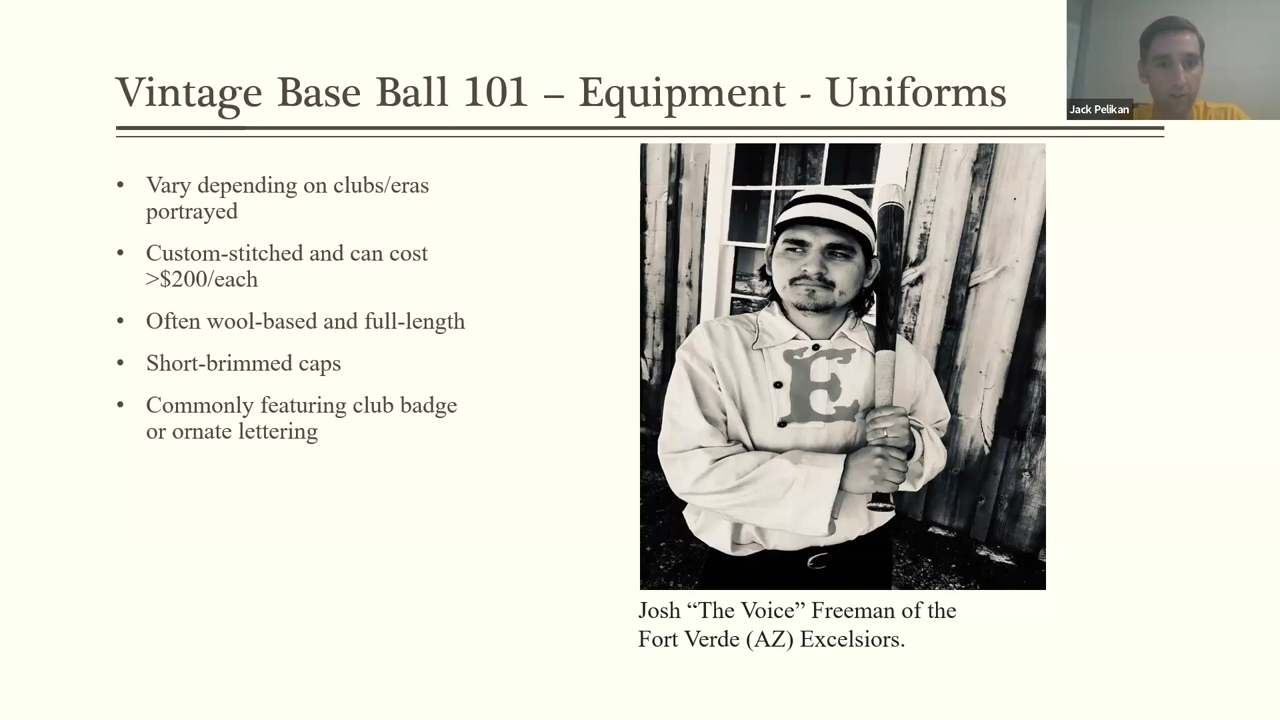 Vintage Base Ball 101 – Equipment - Uniforms
Jack Pelikan
• Vary depending on clubs/eras
portrayed
• Custom-stitched and can cost
>$200/each
• Often wool-based and full-length
• Short-brimmed caps
• Commonly featuring club badge
or ornate lettering
E
Josh “The Voice” Freeman of the
Fort Verde (AZ) Excelsiors.